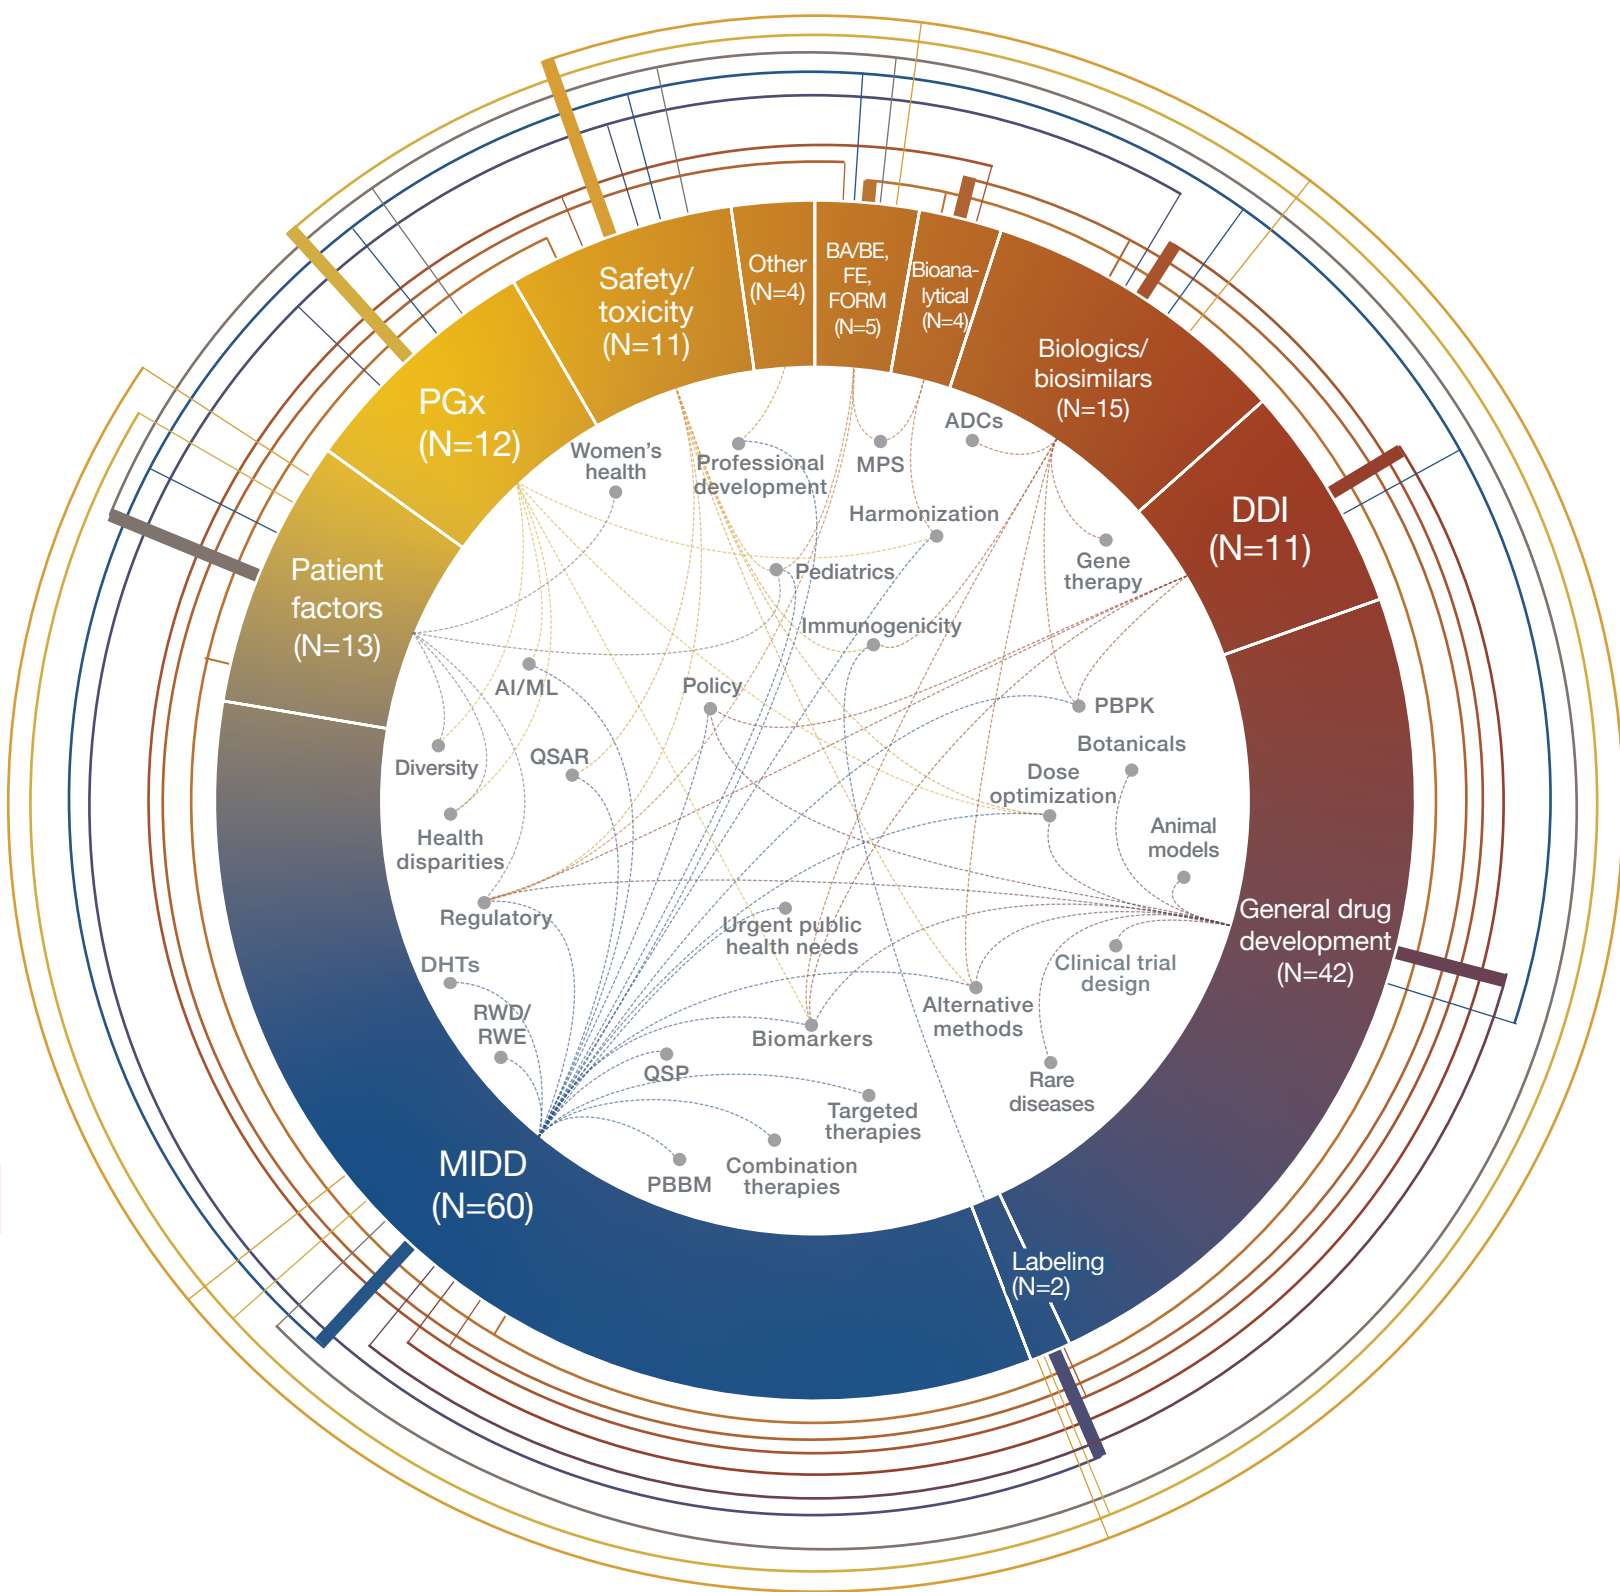 Safety/
toxicity
(N=11)
Other
(N=4)
BA/BE,
FE,
FORM
(N=5)
Bioana-
lytical
(N=4)
Biologics/
biosimilars
(N=15)
DDI
(N=11)
General drug
development
(N=42)
Labeling
(N=2)
MIDD
(N=60)
Patient
factors
(N=13)
PGx
(N=12)
Women's
health
Professional
development
MPS
ADCs
Harmonization
Gene
therapy
Pediatrics
Immunogenicity
AI/ML
Policy
PBPK
Diversity
QSAR
Botanicals
Dose
optimization
Health
disparities
Animal
models
Regulatory
Urgent public
health needs
DHTs
Clinical trial
design
RWD/
RWE
Biomarkers
Alternative
methods
QSP
Rare
diseases
Targeted
therapies
PBBM
Combination
therapies